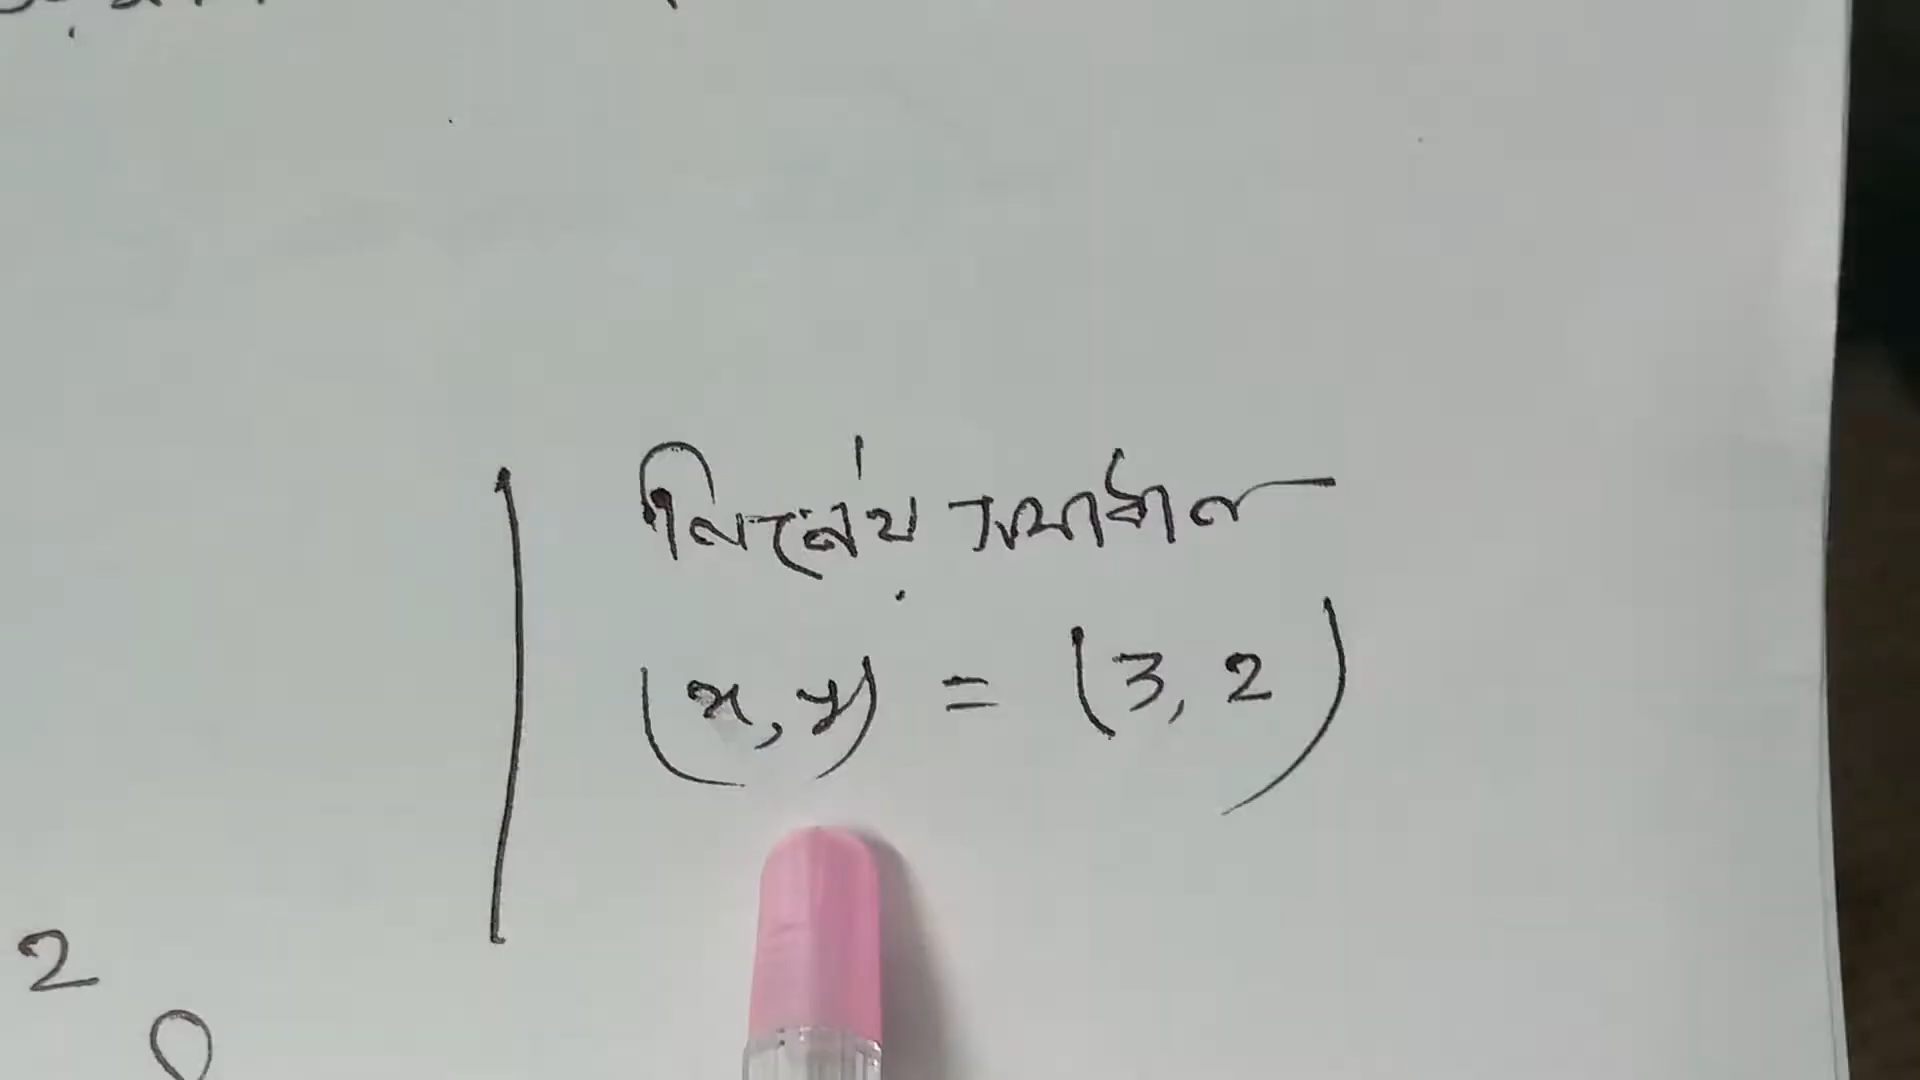 নির্ণেয় সমাধান
(x, y) = (3, 2)
2